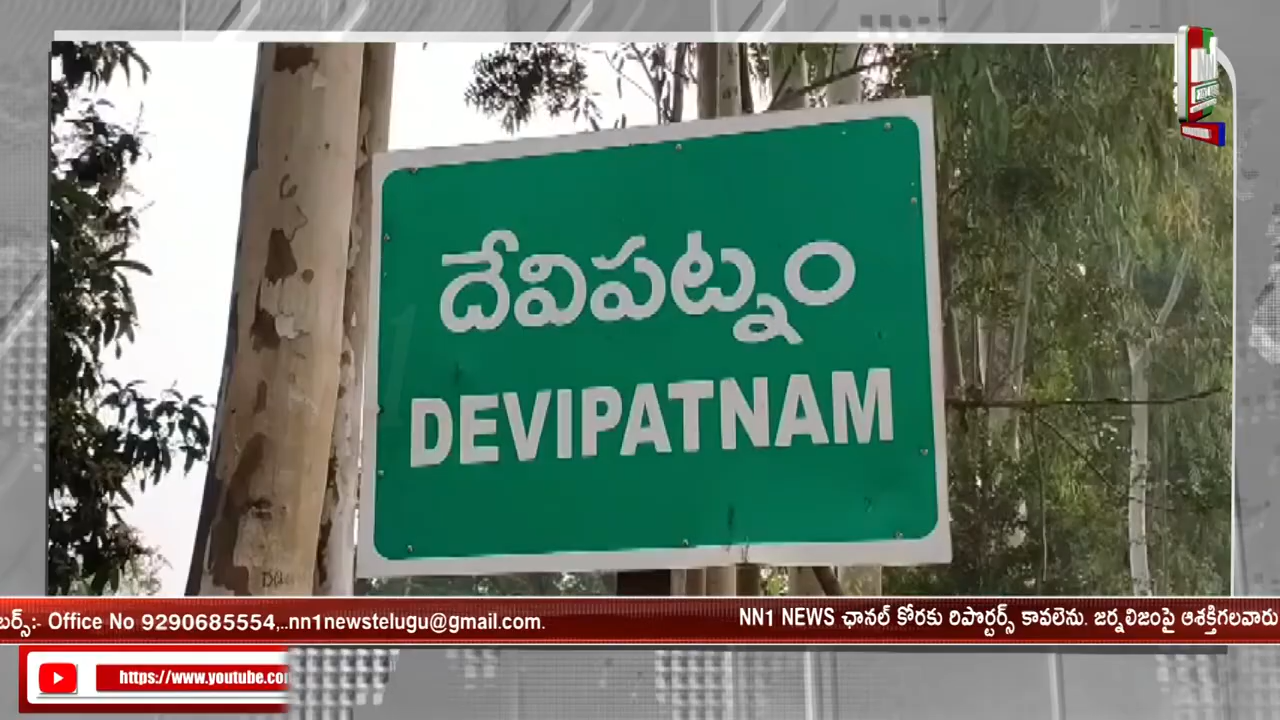 దేవిపట్నం
DEVIPATNAM
బర్స్:- Office No 9290685554,..nn1newstelugu@gmail.com.
NN1 NEWS ఛానల్ కోరకు రిపొర్టర్స్ కావలెను. జర్నలిజంపై ఆశక్తిగలవారు
https://www.youtube.com